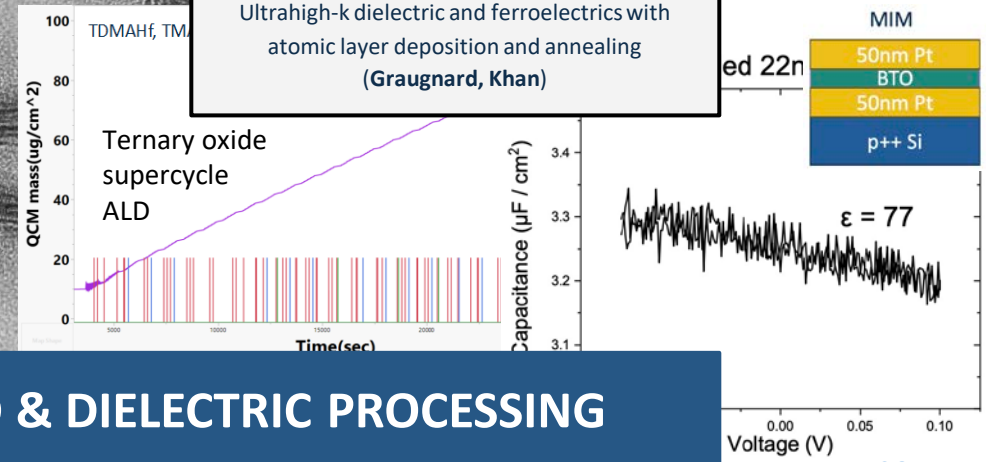 Ultrahigh-k dielectric and ferroelectrics with
atomic layer deposition and annealing
(Graugnard, Khan)
TDMAHf,
QCM mass(ug/cm^2)
100
80
60
40
20
0
Ternary oxide
supercycle
ALD
5000 10000 15000 20000
Time(sec)
22n
MIM
50nm Pt
BTO
50nm Pt
p++ Si
Capacitance (µF / cm²)
3.4
3.3
3.2
3.1
ε = 77
0.00 0.05 0.10
Voltage (V)
& DIELECTRIC PROCESSING